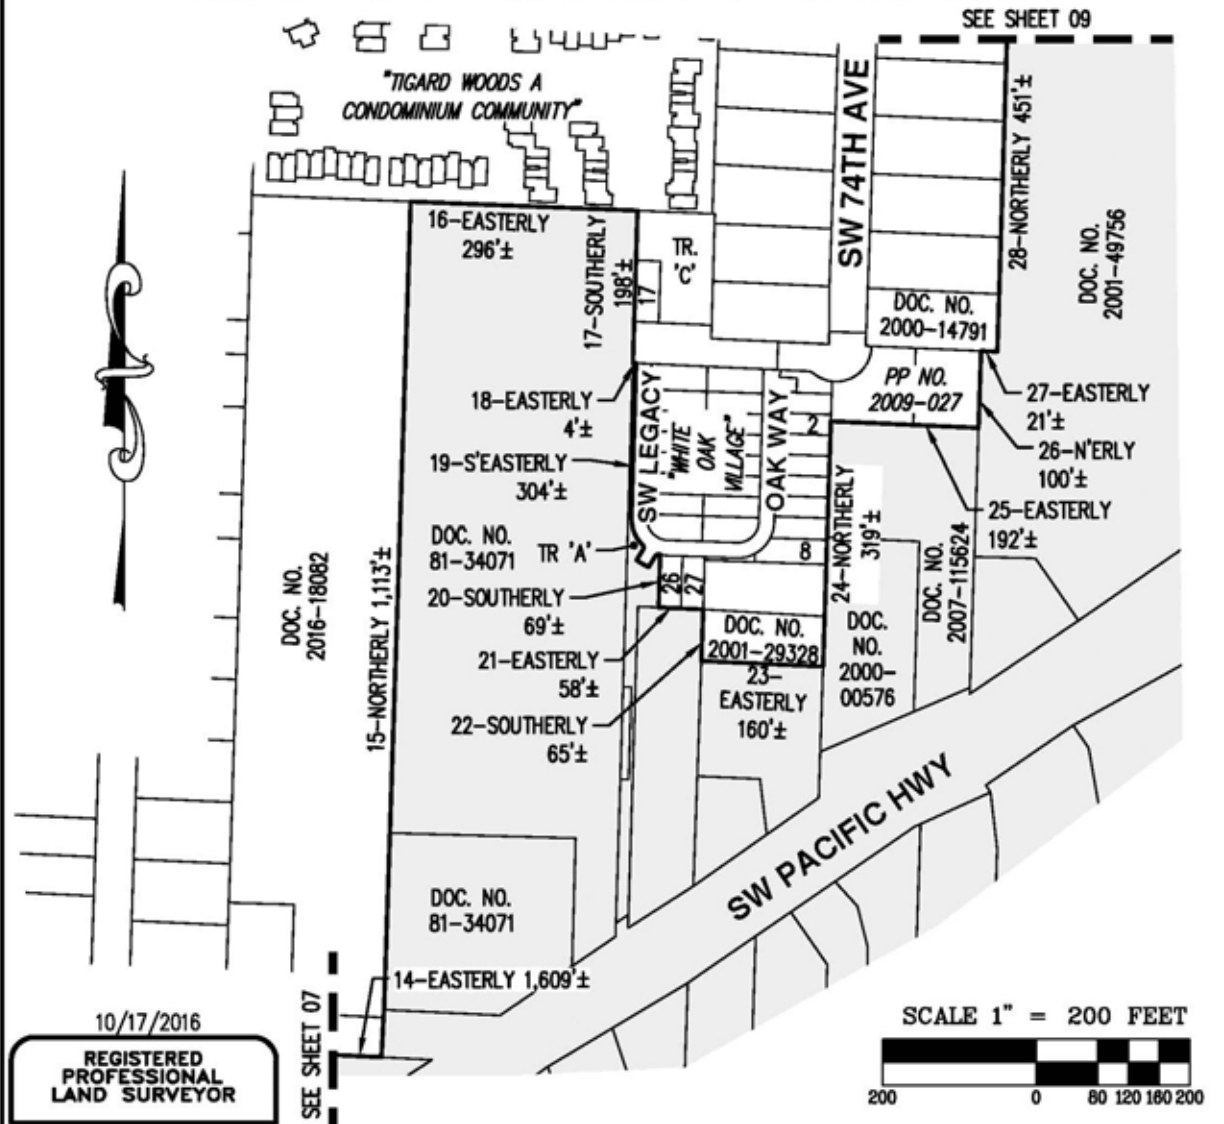 SEE SHEET 09
"TIGARD WOODS A
CONDOMINIUM COMMUNITY"
SW 74TH AVE
28-NORTHERLY 451'±
DOC. NO.
2001-49756
16-EASTERLY
296'±
17-SOUTHERLY
198'±
17
TR.
'C'
DOC. NO.
2000-14791
PP NO.
2009-027
27-EASTERLY
21'±
26-N'ERLY
100'±
25-EASTERLY
192'±
18-EASTERLY
4'±
19-S'EASTERLY
304'±
SW LEGACY
"WHITE
OAK
VILLAGE"
OAK WAY
2
8
24-NORTHERLY
319'±
DOC. NO.
2007-115624
DOC. NO.
81-34071
TR 'A'
20-SOUTHERLY
69'±
26
27
DOC. NO.
2001-29328
DOC.
NO.
2000-
00576
21-EASTERLY
58'±
22-SOUTHERLY
65'±
23-
EASTERLY
160'±
DOC. NO.
2016-18082
15-NORTHERLY 1,113'±
SW PACIFIC HWY
DOC. NO.
81-34071
14-EASTERLY 1,609'±
SEE SHEET 07
10/17/2016
REGISTERED
PROFESSIONAL
LAND SURVEYOR
SCALE 1" = 200 FEET
200 0 80 120 160 200